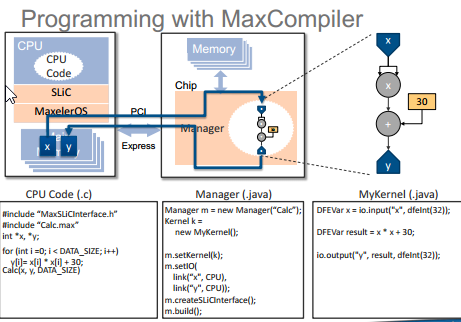 Programming with MaxCompiler
CPU
CPU
Code
SLiC
MaxelerOS
x y
PCI
Express
Memory
Chip
Manager
x
x
30
+
y
CPU Code (.c)
#include “MaxSLiCInterface.h”
#include “Calc.max”
int *x, *y;
for (int i =0; i < DATA_SIZE; i++)
y[i]= x[i] * x[i] + 30;
Calc(x, y, DATA_SIZE)
Manager (.java)
Manager m = new Manager(“Calc”);
Kernel k =
new MyKernel();
m.setKernel(k);
m.setIO(
link(“x", CPU),
link(“y", CPU));
m.createSLiCInterface();
m.build();
MyKernel (.java)
DFEVar x = io.input("x", dfeInt(32));
DFEVar result = x * x + 30;
io.output("y", result, dfeInt(32));